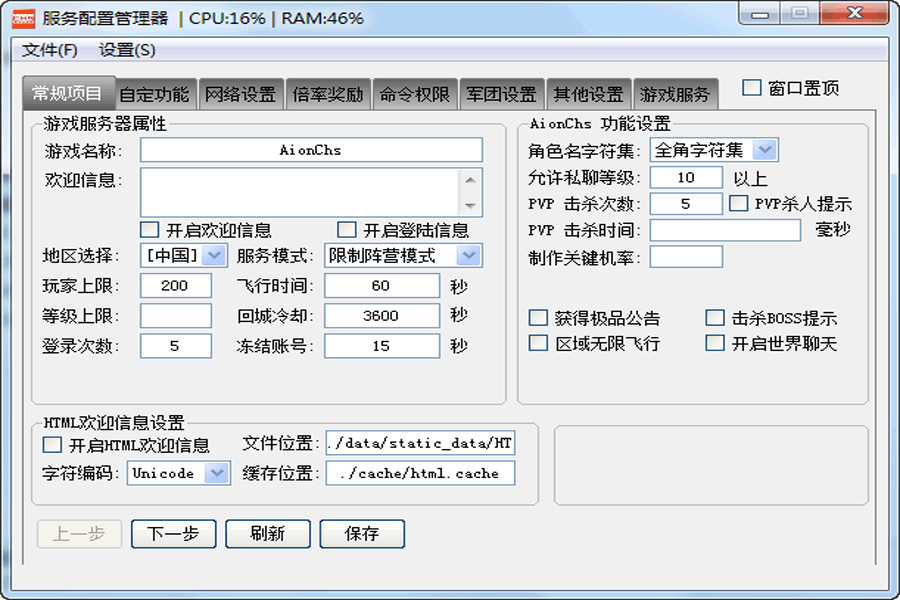 服务配置管理器 | CPU:16% | RAM:46%
文件(F) 设置(S)
常规项目 自定功能 网络设置 倍率奖励 命令权限 军团设置 其他设置 游戏服务 窗口置顶
游戏服务器属性
游戏名称: AionChs
欢迎信息:
开启欢迎信息 开启登陆信息
地区选择: [中国] 服务模式: 限制阵营模式
玩家上限: 200 飞行时间: 60 秒
等级上限: 回城冷却: 3600 秒
登录次数: 5 冻结账号: 15 秒
AionChs 功能设置
角色名字符集: 全角字符集
允许私聊等级: 10 以上
PVP 击杀次数: 5 PVP杀人提示
PVP 击杀时间: 毫秒
制作关键机率:
获得极品公告 击杀BOSS提示
区域无限飞行 开启世界聊天
HTML欢迎信息设置
开启HTML欢迎信息 文件位置: ./data/static_data/HT
字符编码: Unicode 缓存位置: ./cache/html.cache
上一步 下一步 刷新 保存